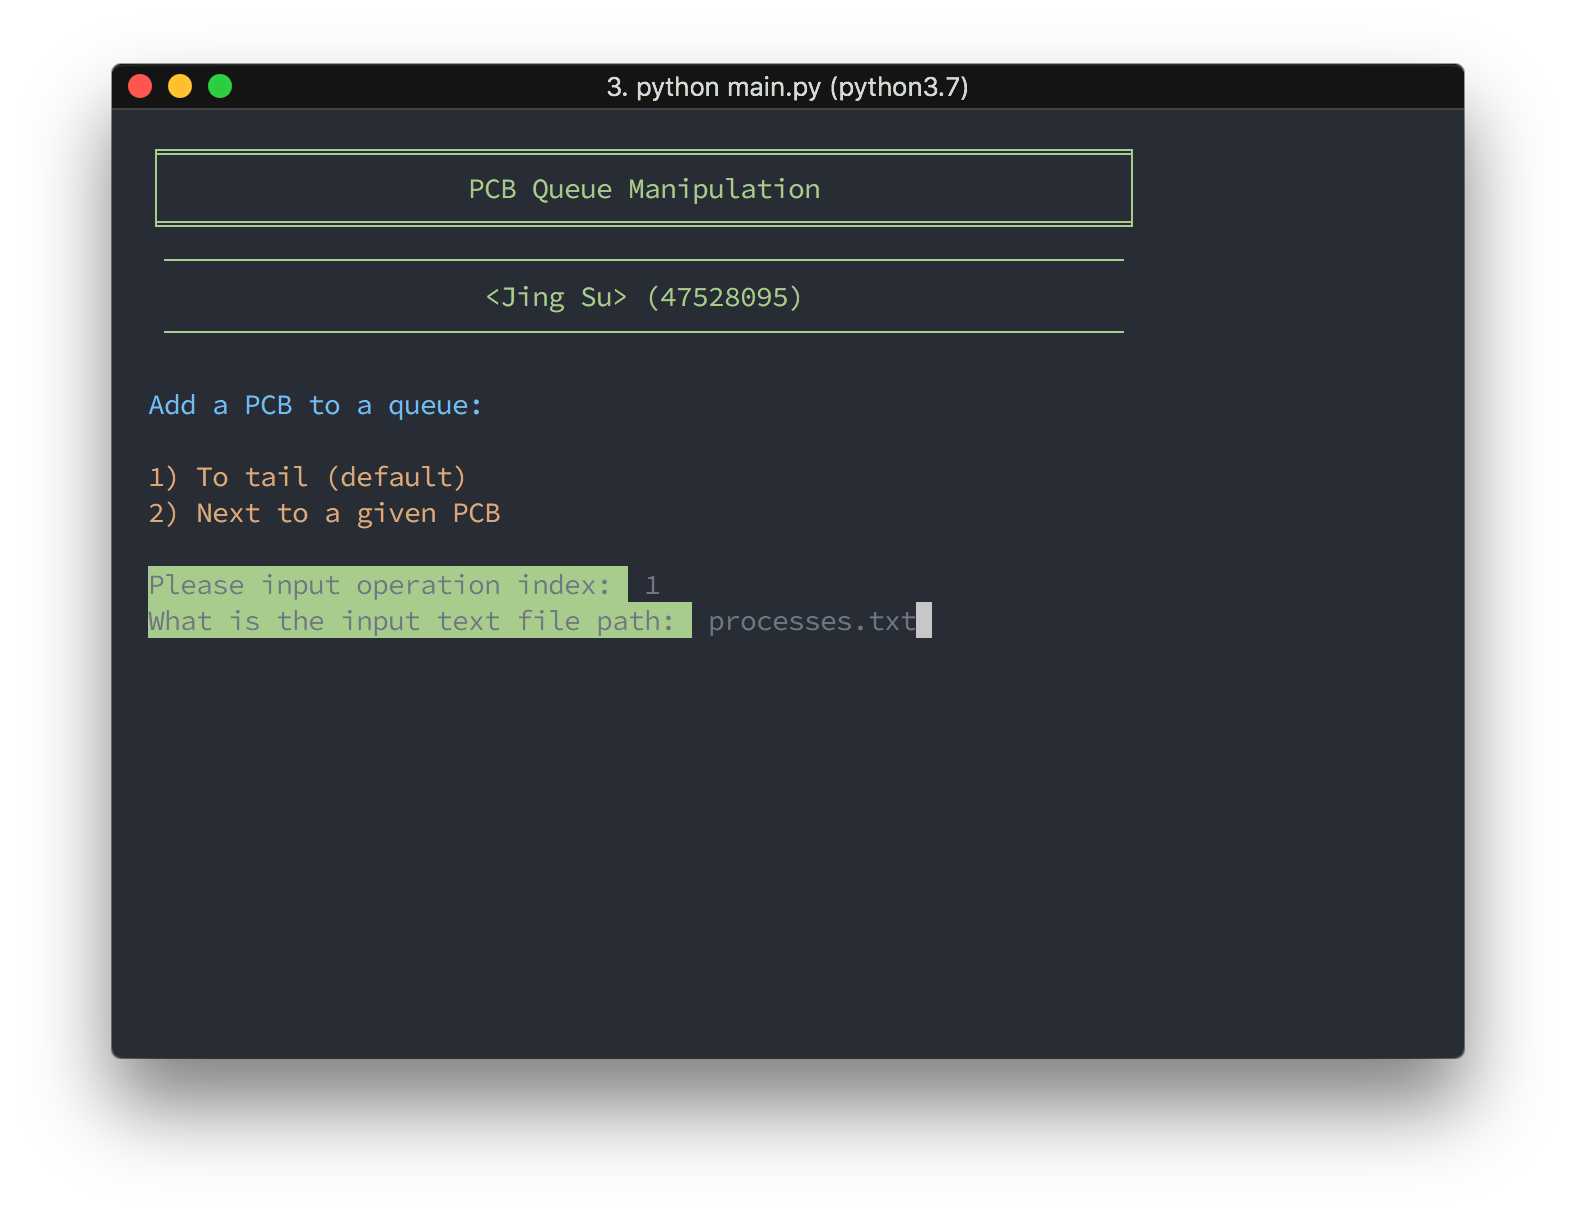 3. python main.py (python3.7)
PCB Queue Manipulation
<Jing Su> (47528095)
Add a PCB to a queue:
1) To tail (default)
2) Next to a given PCB
Please input operation index: 1
What is the input text file path: processes.txt